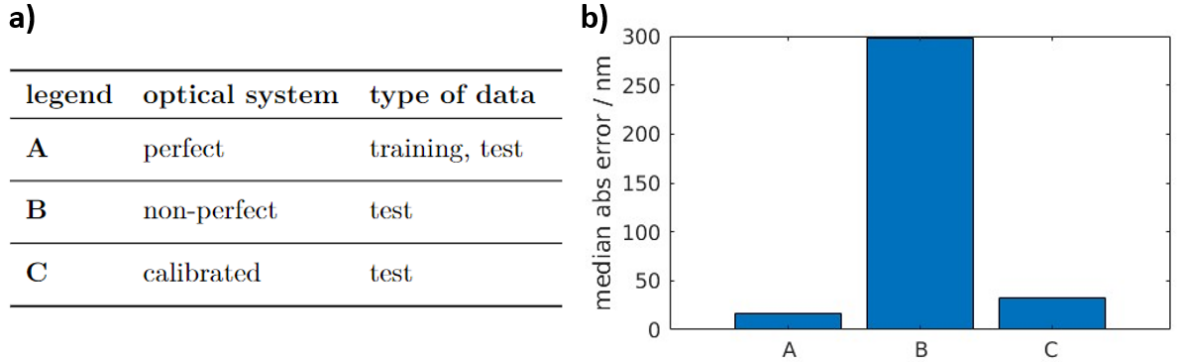 a)
legend optical system type of data
A perfect training, test
B non-perfect test
C calibrated test
b)
median abs error / nm
300
250
200
150
100
50
0
A B C